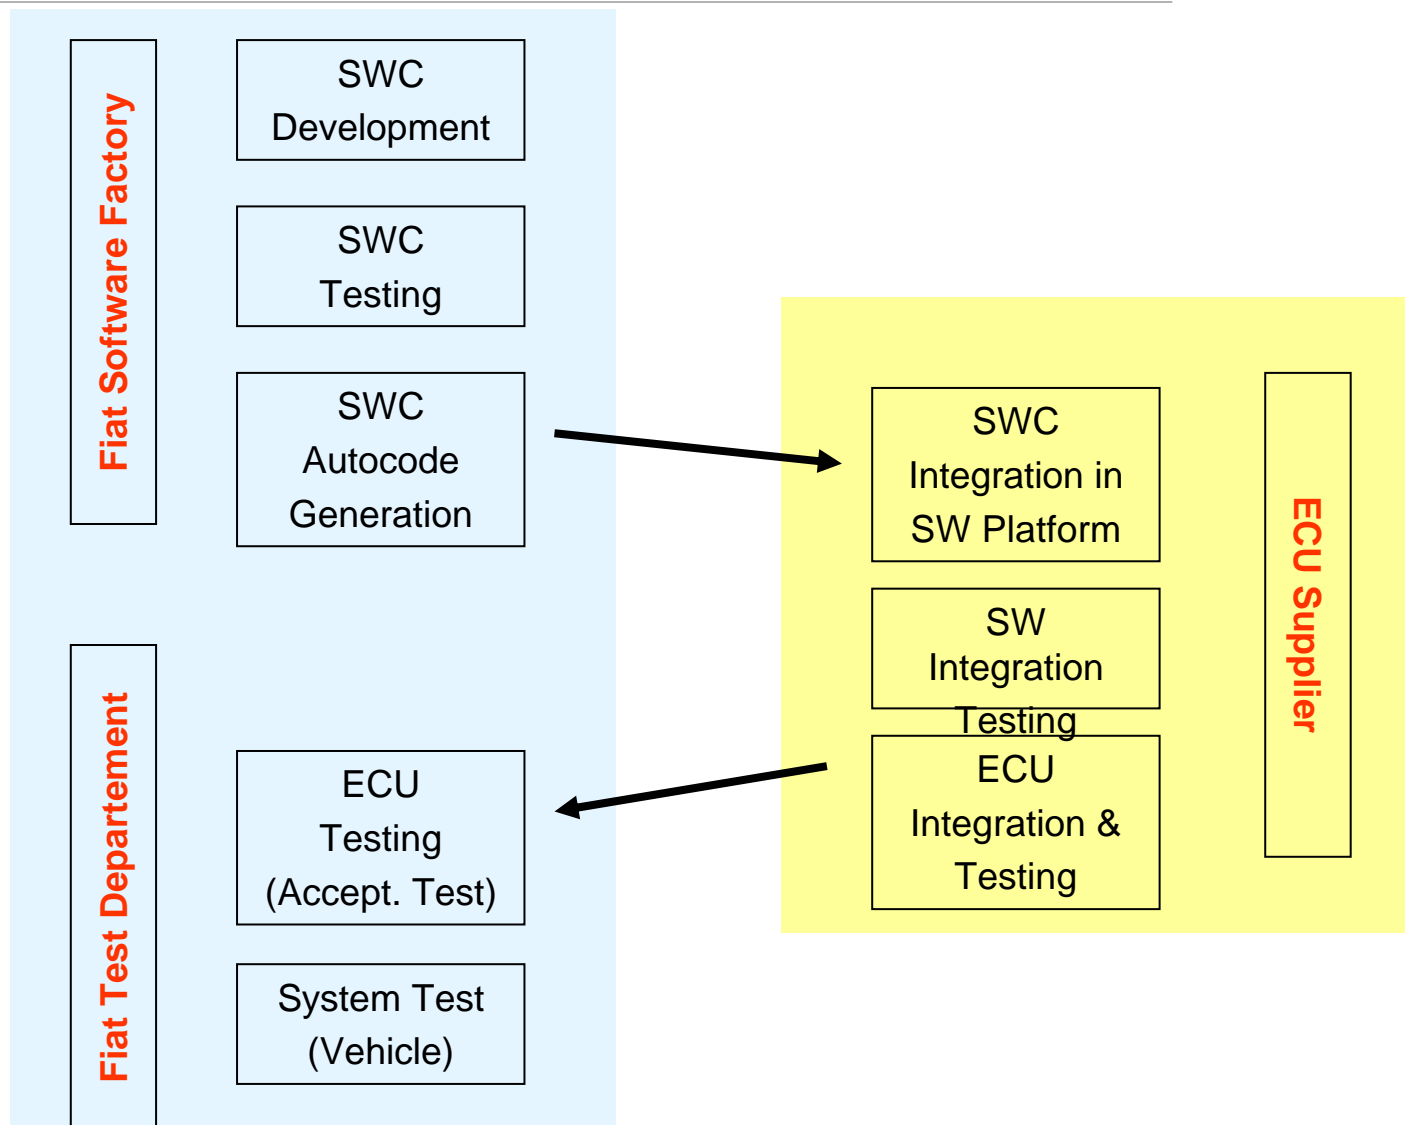 Fiat Software Factory
SWC
Development
SWC
Testing
SWC
Autocode
Generation
SWC
Integration in
SW Platform
SW
Integration
Testing
ECU
Integration &
Testing
ECU Supplier
Fiat Test Departement
ECU
Testing
(Accept. Test)
System Test
(Vehicle)